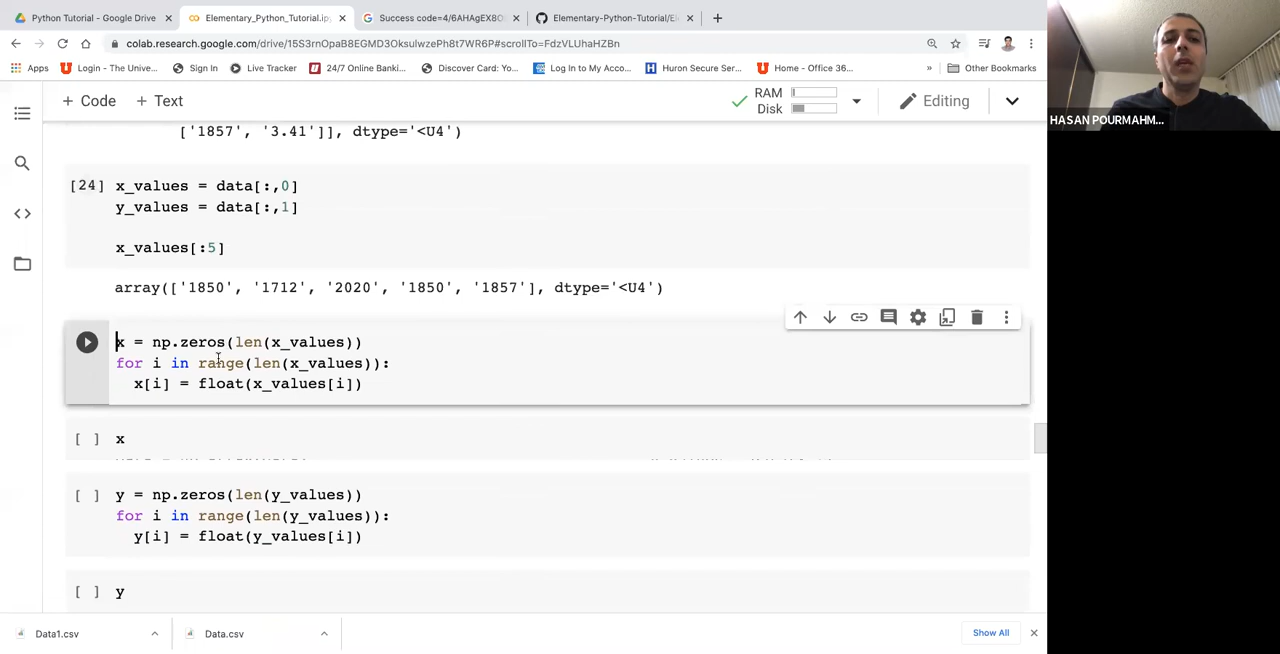 Python Tutorial - Google Drive
Elementary_Python_Tutorial.ip
Success code=4/6AHAgEX8O
Elementary-Python-Tutorial/El
colab.research.google.com/drive/15S3rnOpaB8EGMD3OksulwzePh8t7WR6P#scrollTo=FdzVLUhaHZBn
Apps
Login - The Unive...
Sign In
Live Tracker
24/7 Online Banki...
Discover Card: Yo...
Log In to My Acco...
Huron Secure Ser...
Home - Office 36...
»
Other Bookmarks
+ Code
+ Text
RAM
Disk
Editing
HASAN POURMAHM...
['1857', '3.41']], dtype='<U4')
[24] x_values = data[:,0]
y_values = data[:,1]
x_values[:5]
array(['1850', '1712', '2020', '1850', '1857'], dtype='<U4')
x = np.zeros(len(x_values))
for i in range(len(x_values)):
x[i] = float(x_values[i])
[ ] x
[ ] y = np.zeros(len(y_values))
for i in range(len(y_values)):
y[i] = float(y_values[i])
[ ] y
Data1.csv
Data.csv
Show All